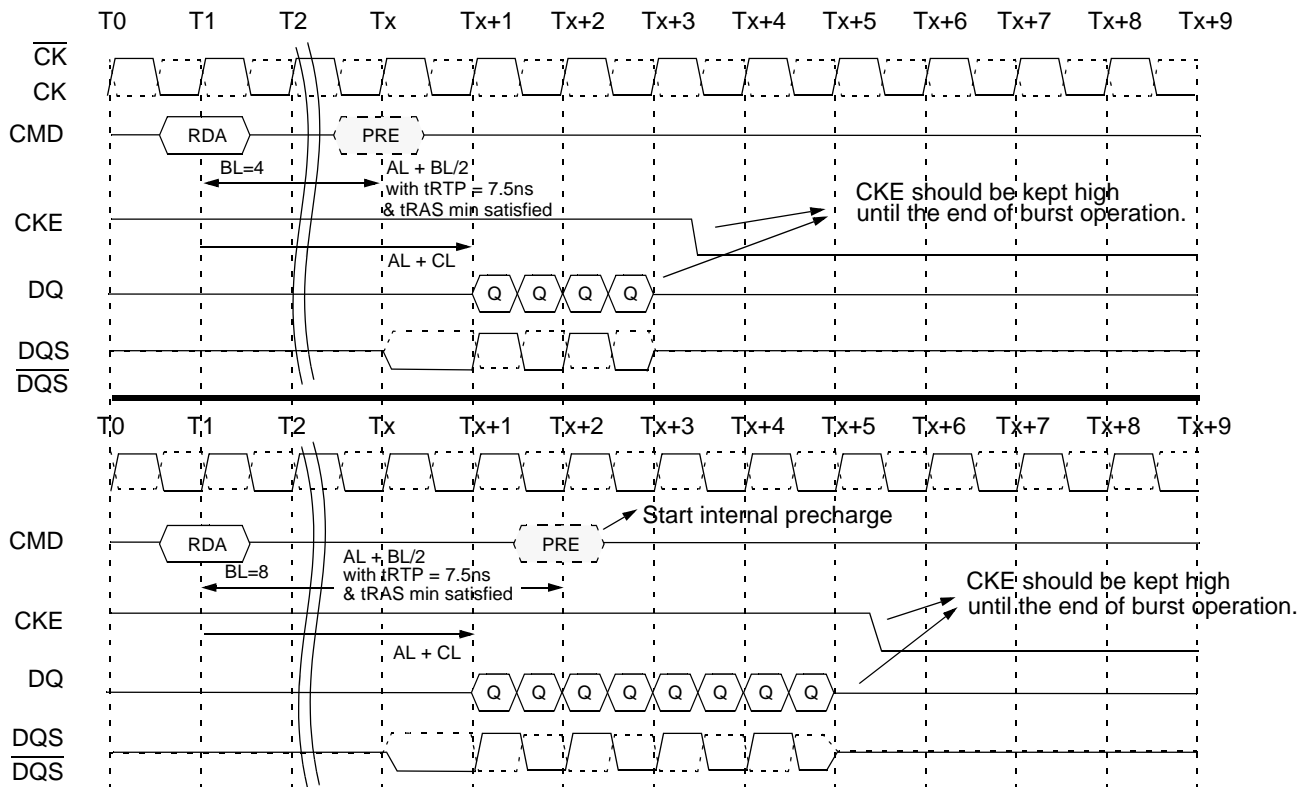 T0 T1 T2 Tx Tx+1 Tx+2 Tx+3 Tx+4 Tx+5 Tx+6 Tx+7 Tx+8 Tx+9
CK
CK
CMD RDA PRE
BL=4 AL + BL/2
with tRTP = 7.5ns
& tRAS min satisfied
CKE should be kept high
until the end of burst operation.
CKE
AL + CL
DQ Q Q Q Q
DQS
DQS
T0 T1 T2 Tx Tx+1 Tx+2 Tx+3 Tx+4 Tx+5 Tx+6 Tx+7 Tx+8 Tx+9
Start internal precharge
CMD RDA PRE
BL=8 AL + BL/2
with tRTP = 7.5ns
& tRAS min satisfied
CKE should be kept high
until the end of burst operation.
CKE
AL + CL
DQ Q Q Q Q Q Q Q Q
DQS
DQS